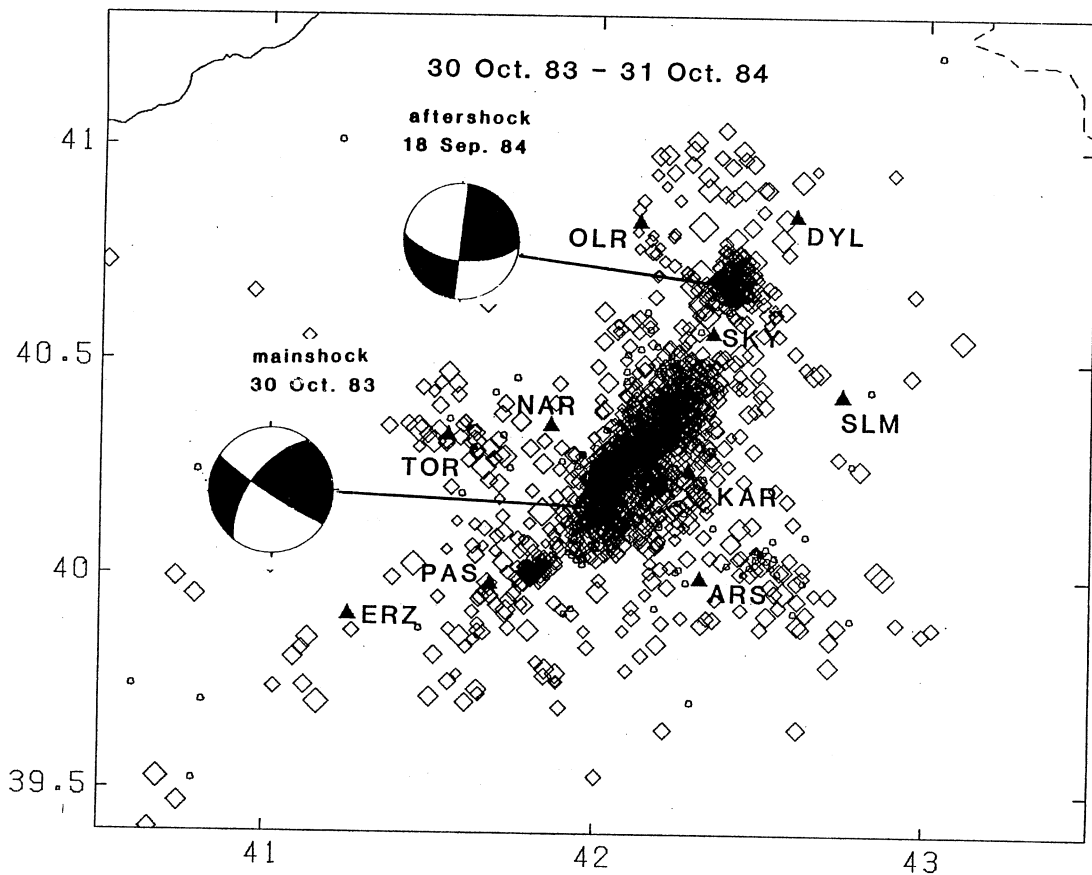 30 Oct. 83 – 31 Oct. 84
aftershock
18 Sep. 84
41
OLR
DYL
SKY
40.5
mainshock
30 Oct. 83
NAR
SLM
TOR
KAR
40
PAS
ARS
ERZ
39.5
41
42
43